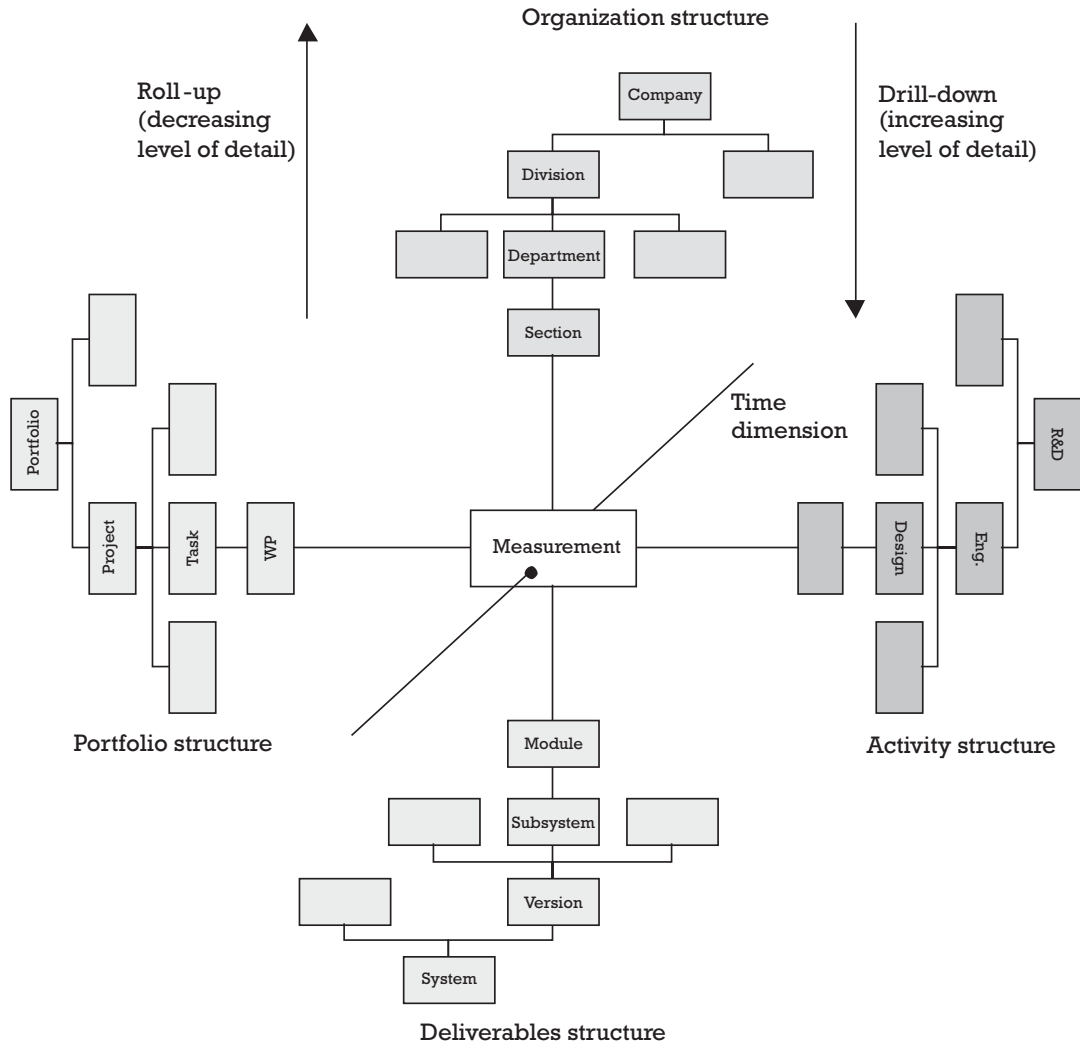 Organization structure
Roll-up
(decreasing
level of detail)
Drill-down
(increasing
level of detail)
Company
Division
Department
Section
Time
dimension
Portfolio
Project
Task
WP
Measurement
Design
Eng.
R&D
Portfolio structure
Activity structure
Module
Subsystem
Version
System
Deliverables structure